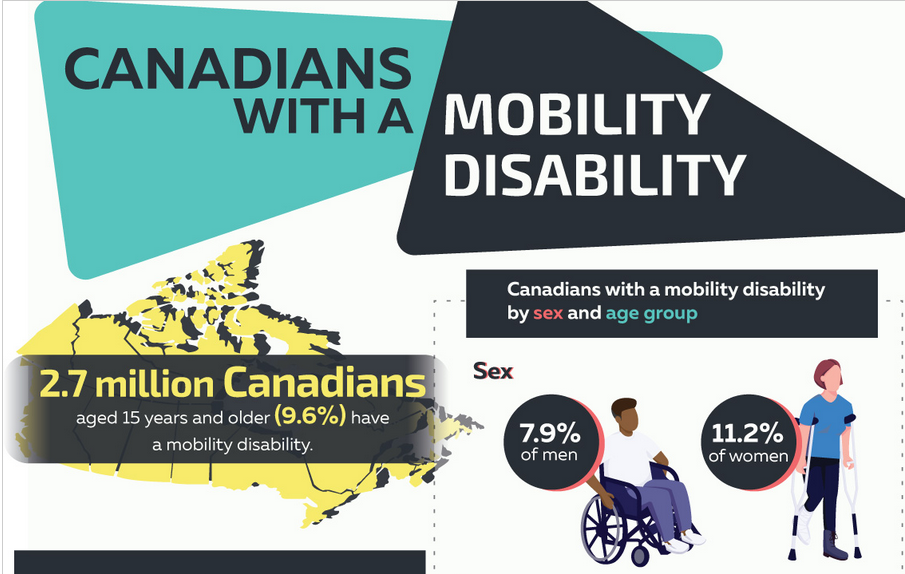 CANADIANS
WITH A
MOBILITY
DISABILITY
2.7 million Canadians
aged 15 years and older (9.6%) have
a mobility disability.
Canadians with a mobility disability
by sex and age group
Sex
7.9%
of men
11.2%
of women